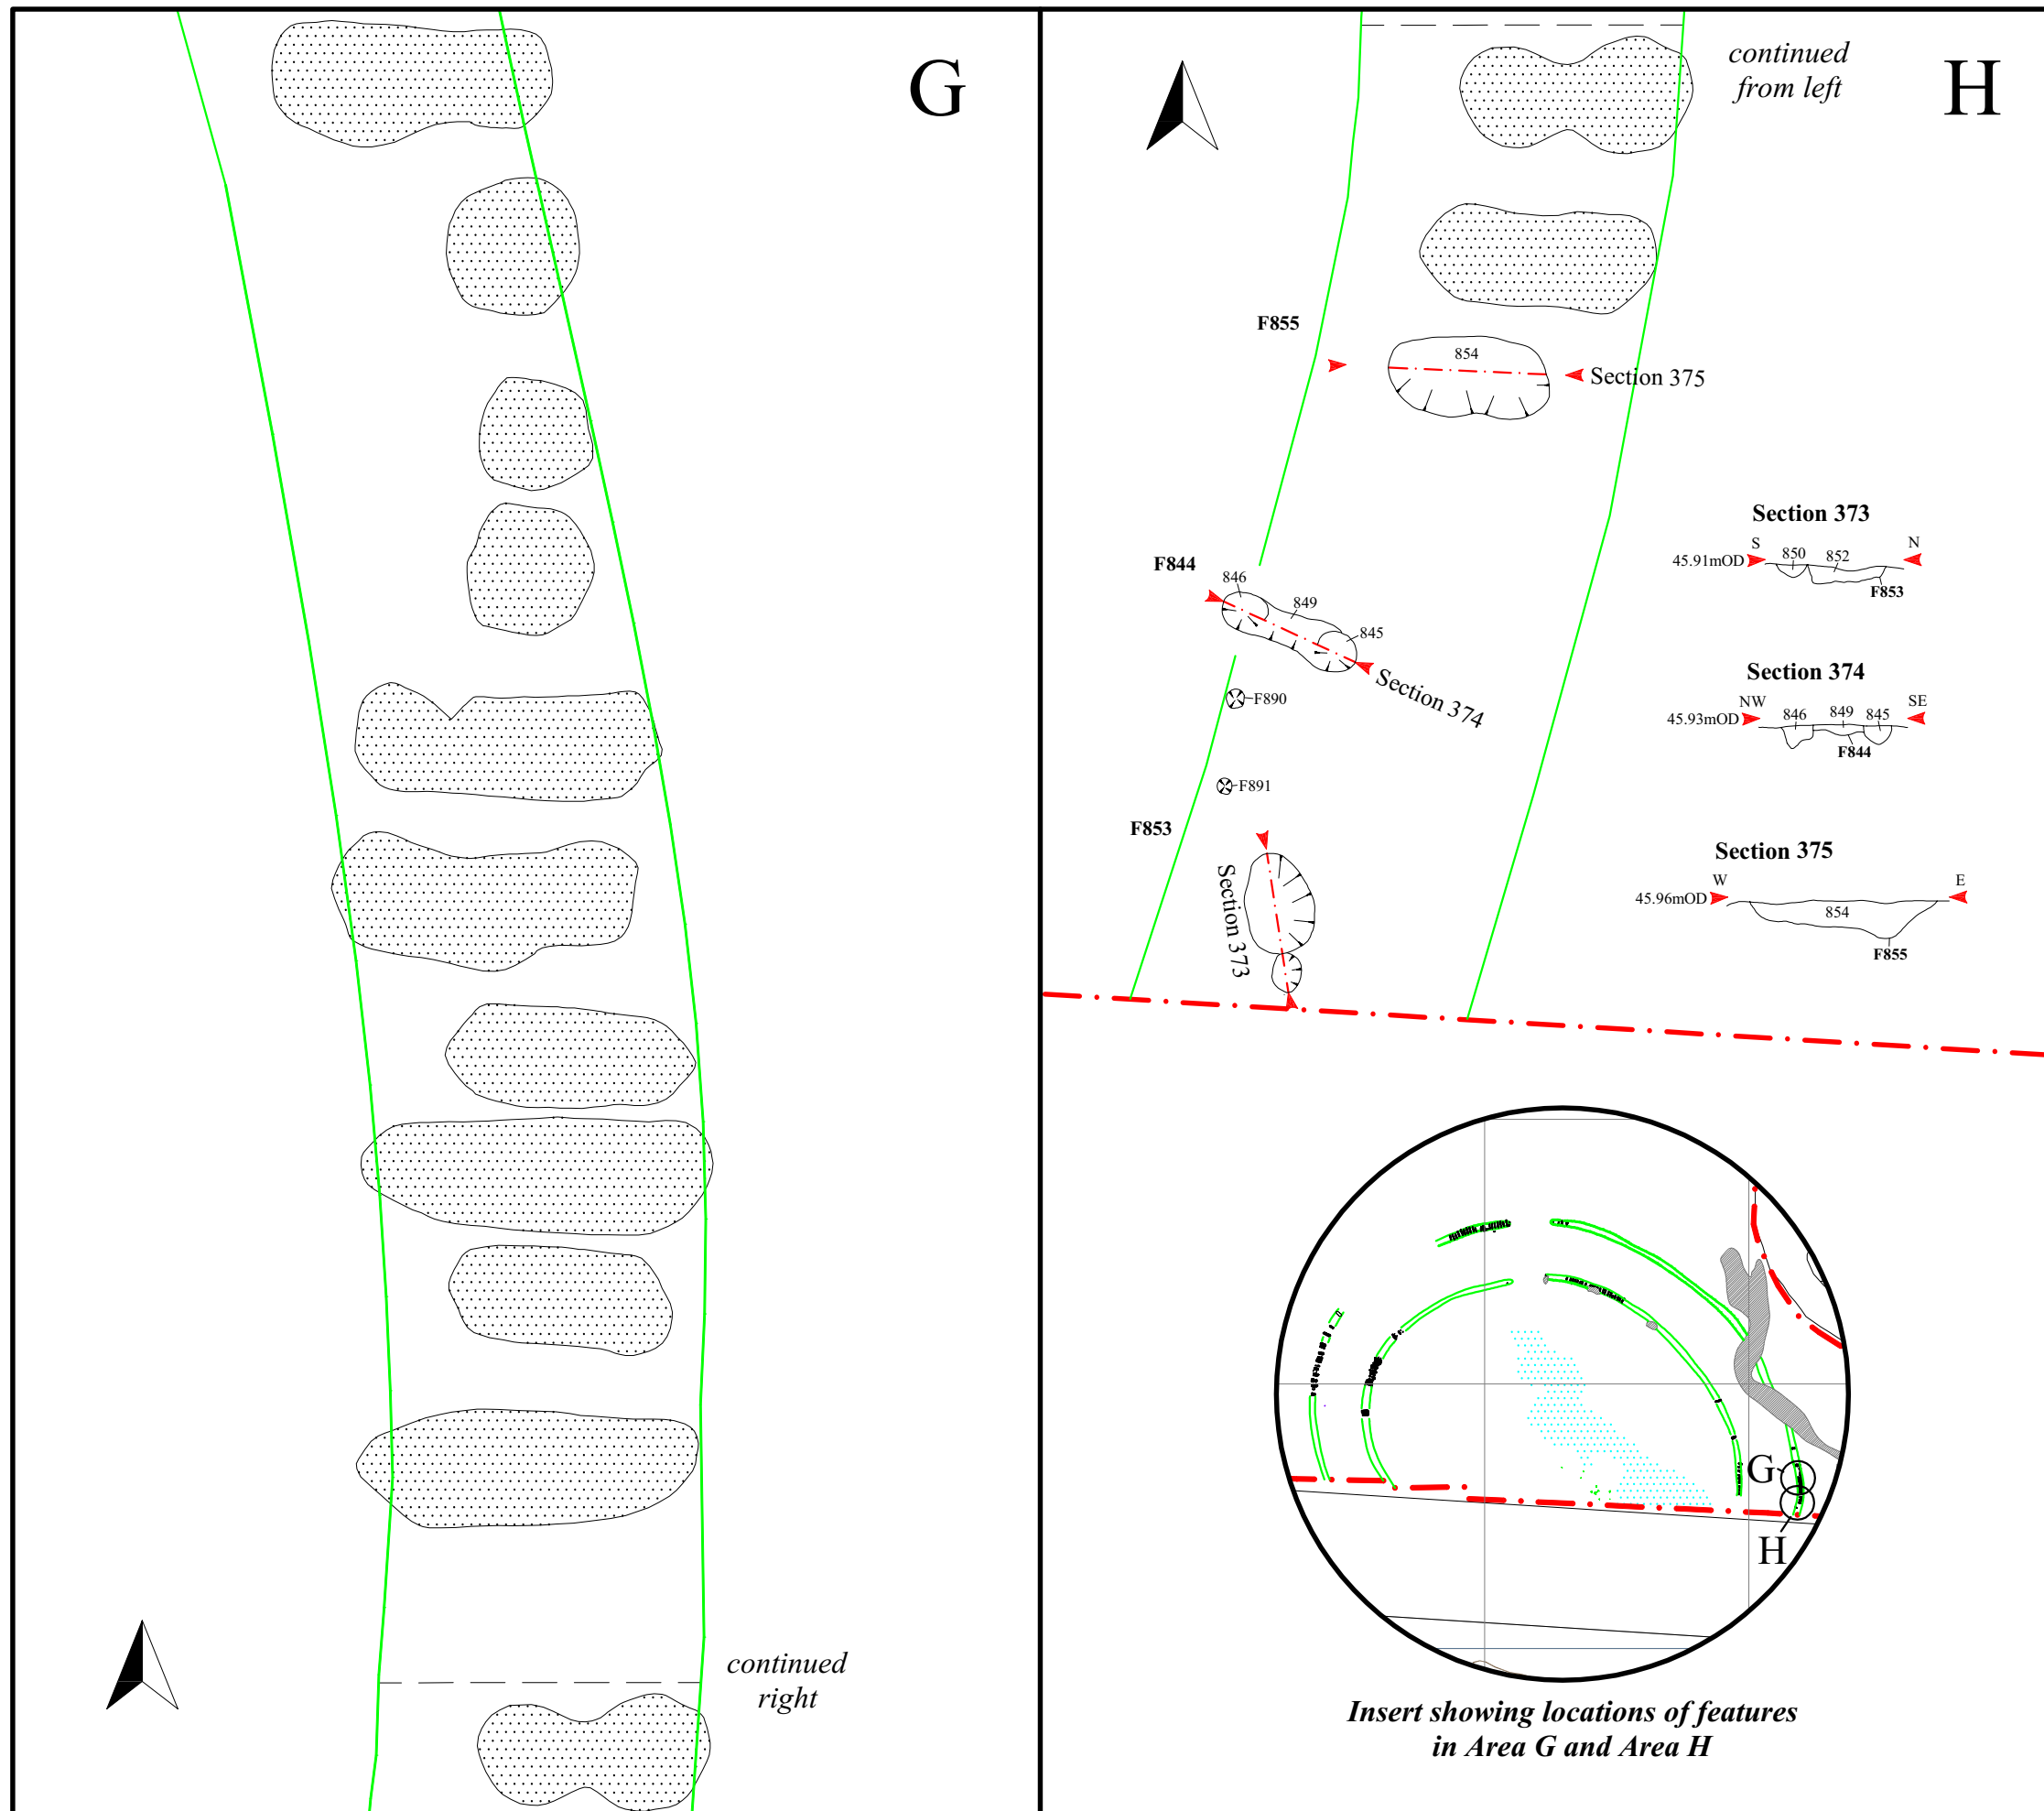 G
continued
right
H
continued
from left
F855
854
Section 375
F844
846
849
845
Section 374
F890
F891
F853
Section 373
Section 373
S
N
45.91mOD
850
852
F853
Section 374
NW
SE
45.93mOD
846
849
845
F844
Section 375
W
E
45.96mOD
854
F855
G
H
Insert showing locations of features
in Area G and Area H